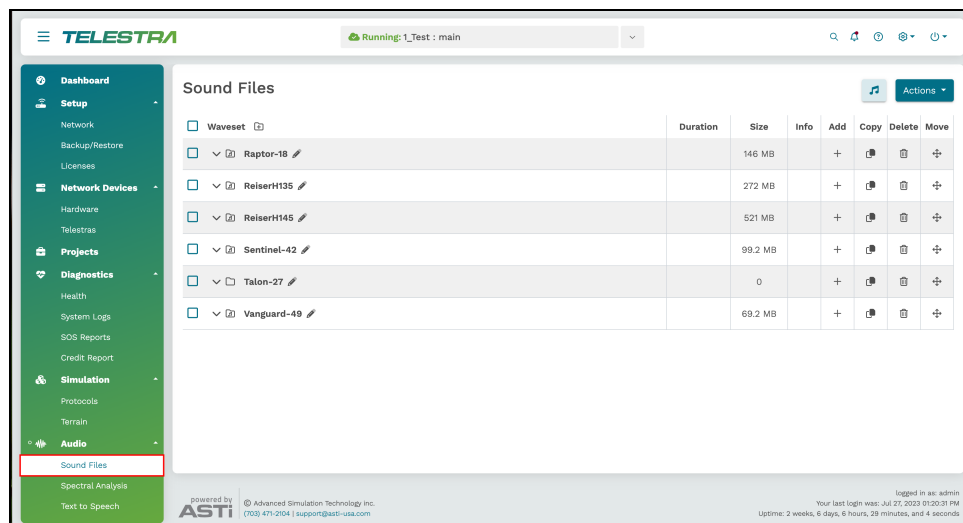 TELESTRA
Running: 1_Test : main
Dashboard
Setup
Network
Backup/Restore
Licenses
Network Devices
Hardware
Telestras
Projects
Diagnostics
Health
System Logs
SOS Reports
Credit Report
Simulation
Protocols
Terrain
Audio
Sound Files
Spectral Analysis
Text to Speech
Sound Files
Actions
Waveset Duration Size Info Add Copy Delete Move
Raptor-18 146 MB
ReiserH135 272 MB
ReiserH145 521 MB
Sentinel-42 99.2 MB
Talon-27 0
Vanguard-49 69.2 MB
powered by
ASTi
© Advanced Simulation Technology inc.
(703) 471-2104 | support@asti-usa.com
logged in as: admin
Your last login was: Jul 27, 2023 01:20:31 PM
Uptime: 2 weeks, 6 days, 6 hours, 29 minutes, and 4 seconds